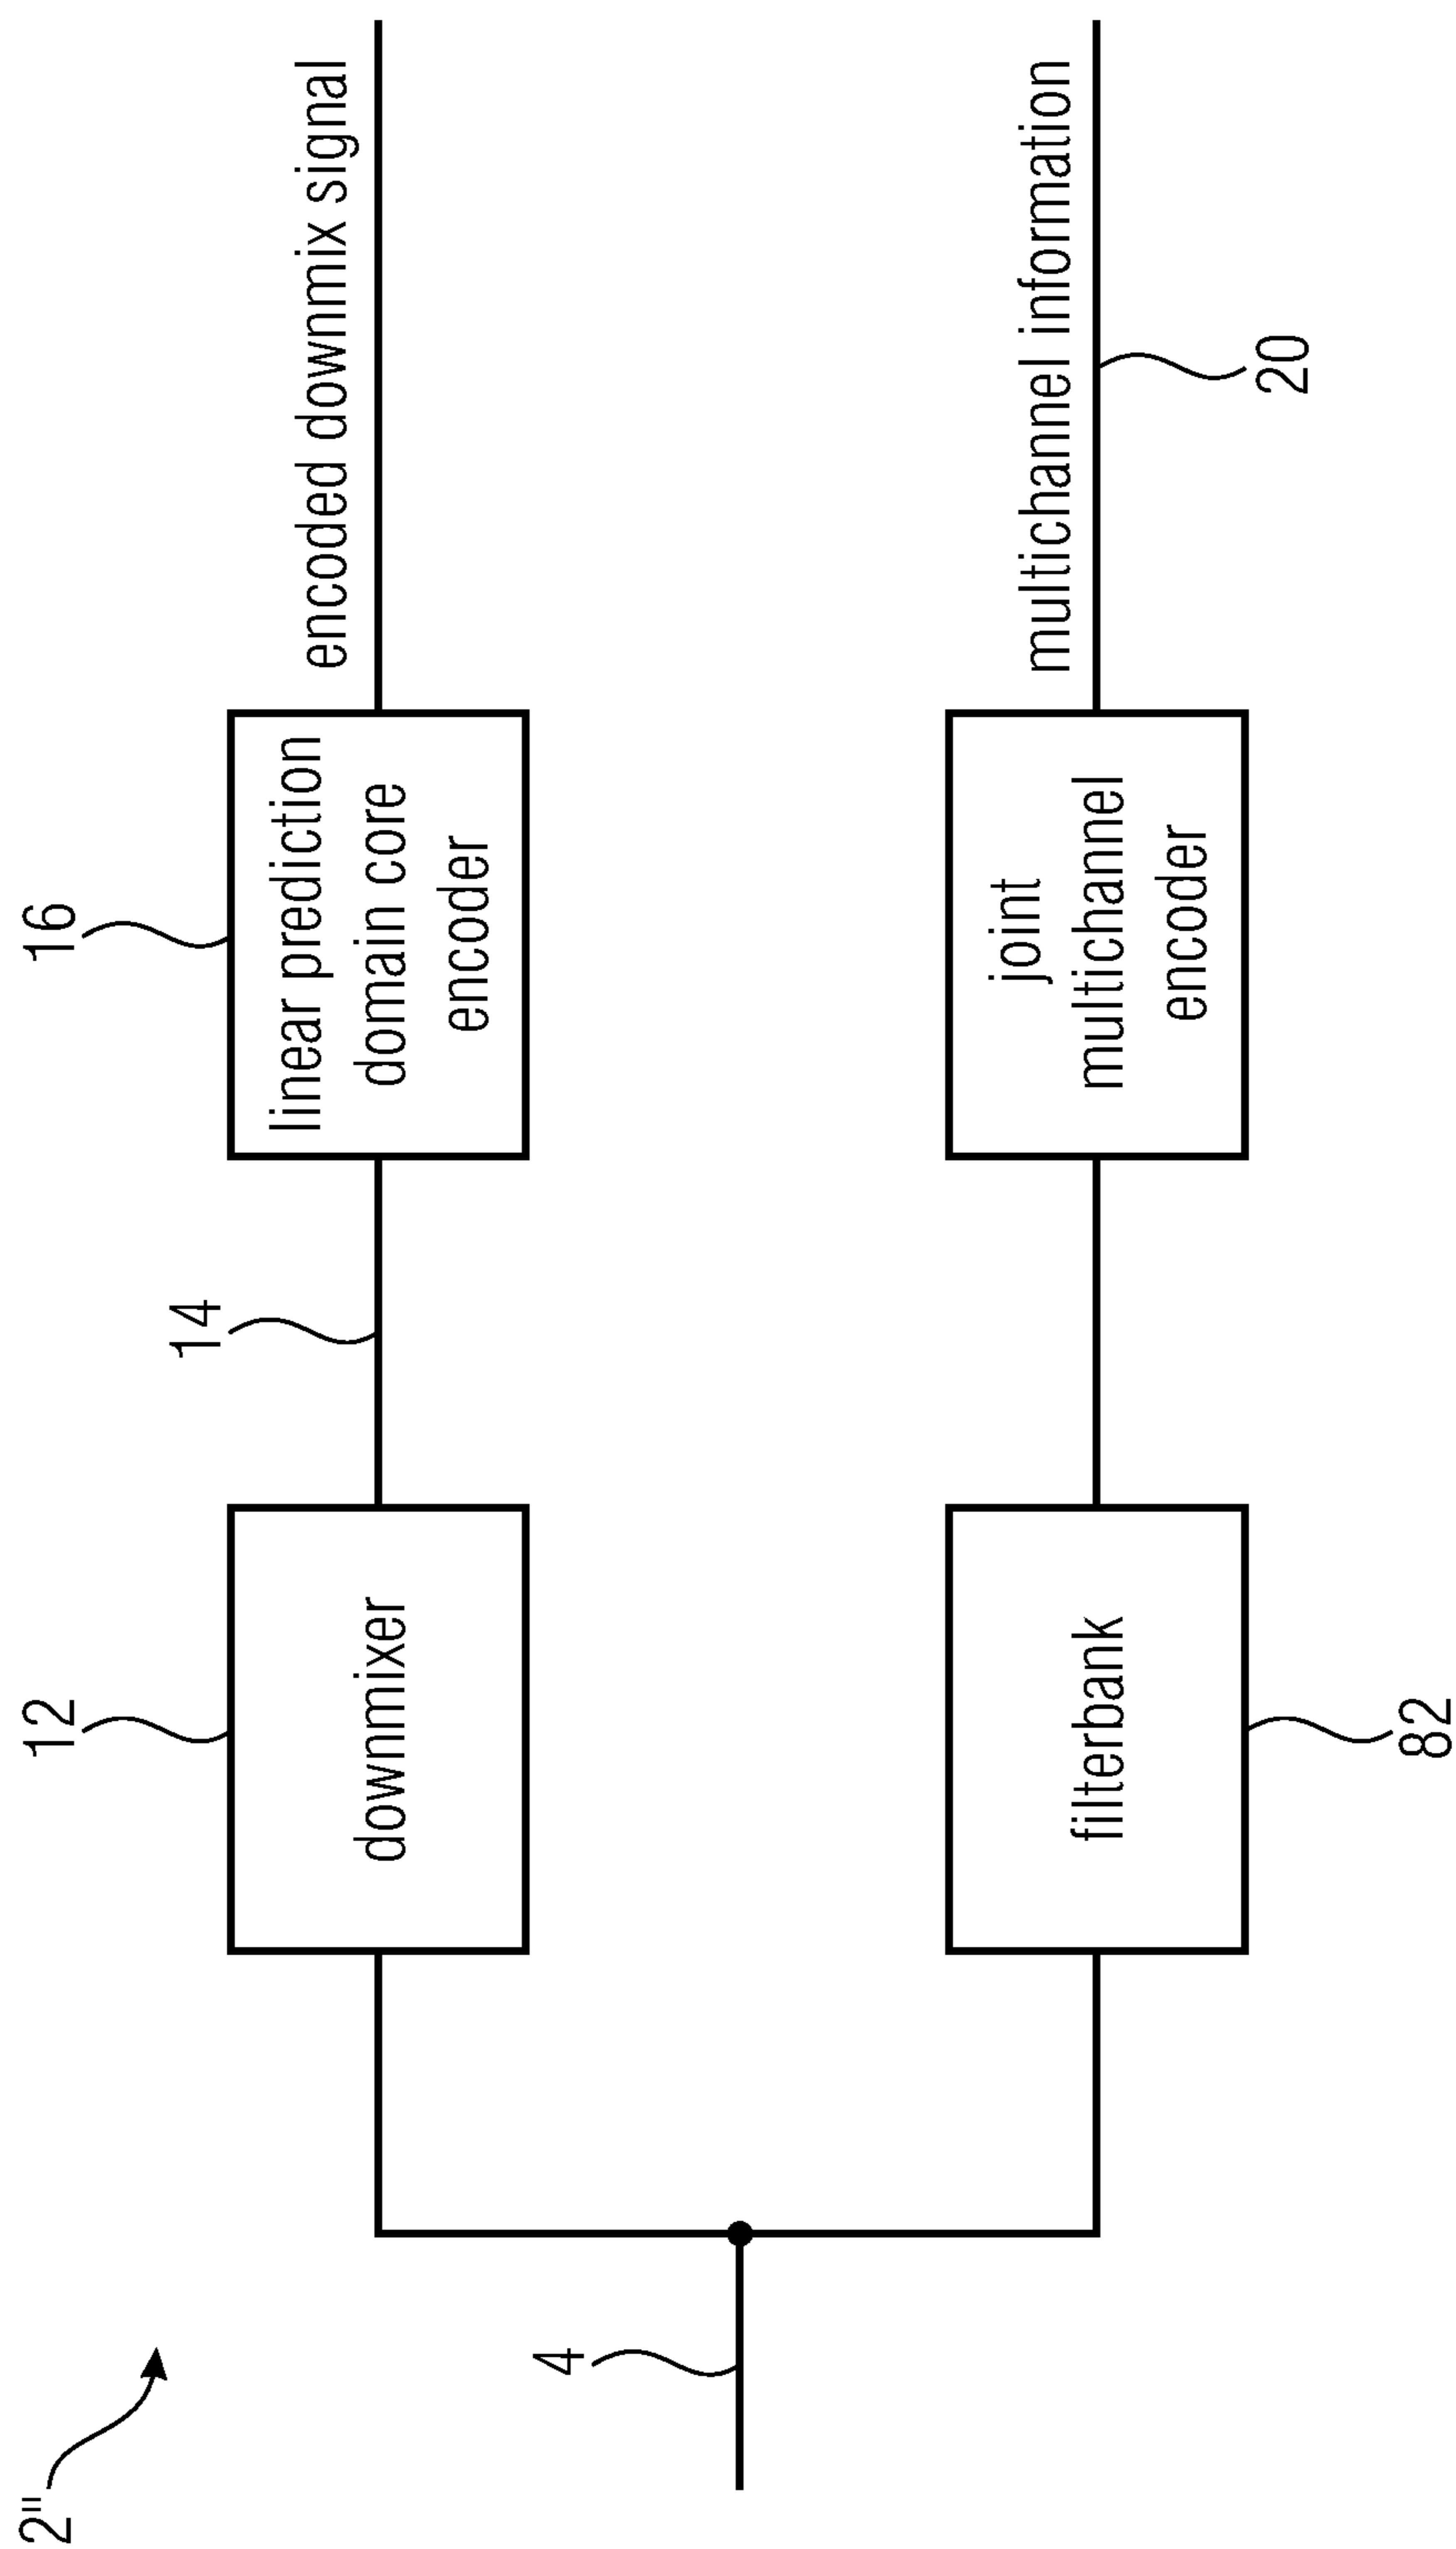 2"
4
12
downmixer
14
16
linear prediction
domain core
encoder
encoded downmix signal
filterbank
82
joint
multichannel
encoder
multichannel information
20